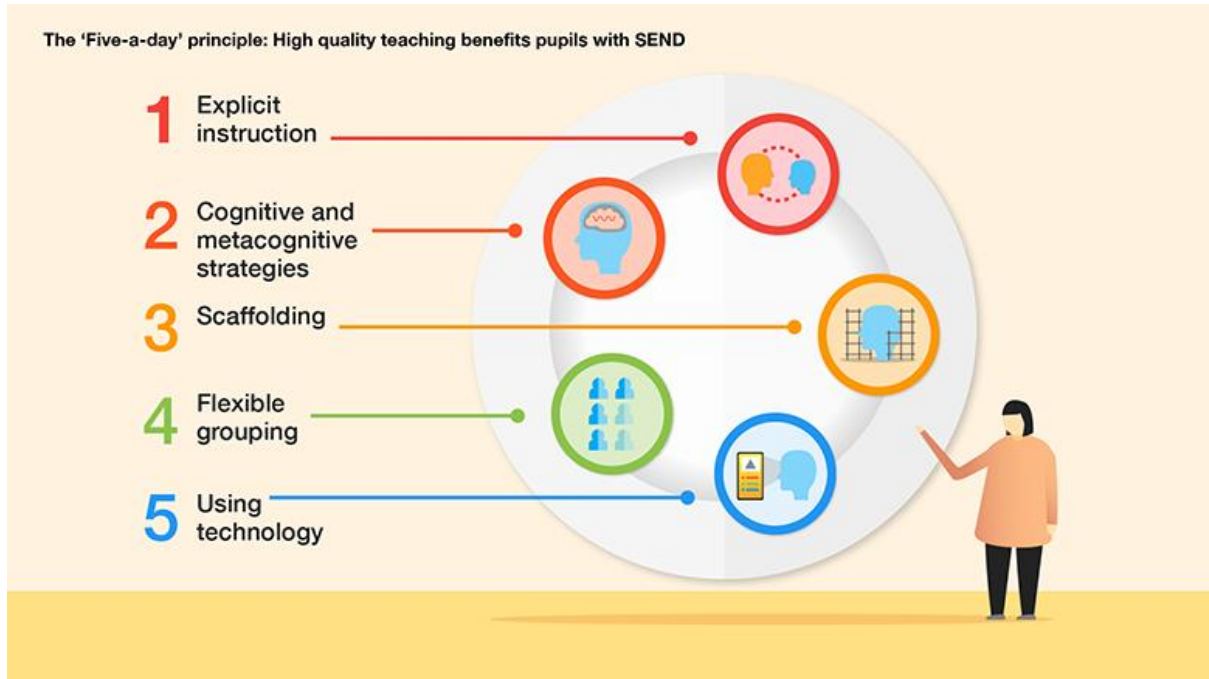 The ‘Five-a-day’ principle: High quality teaching benefits pupils with SEND
1 Explicit
instruction
2 Cognitive and
metacognitive
strategies
3 Scaffolding
4 Flexible
grouping
5 Using
technology